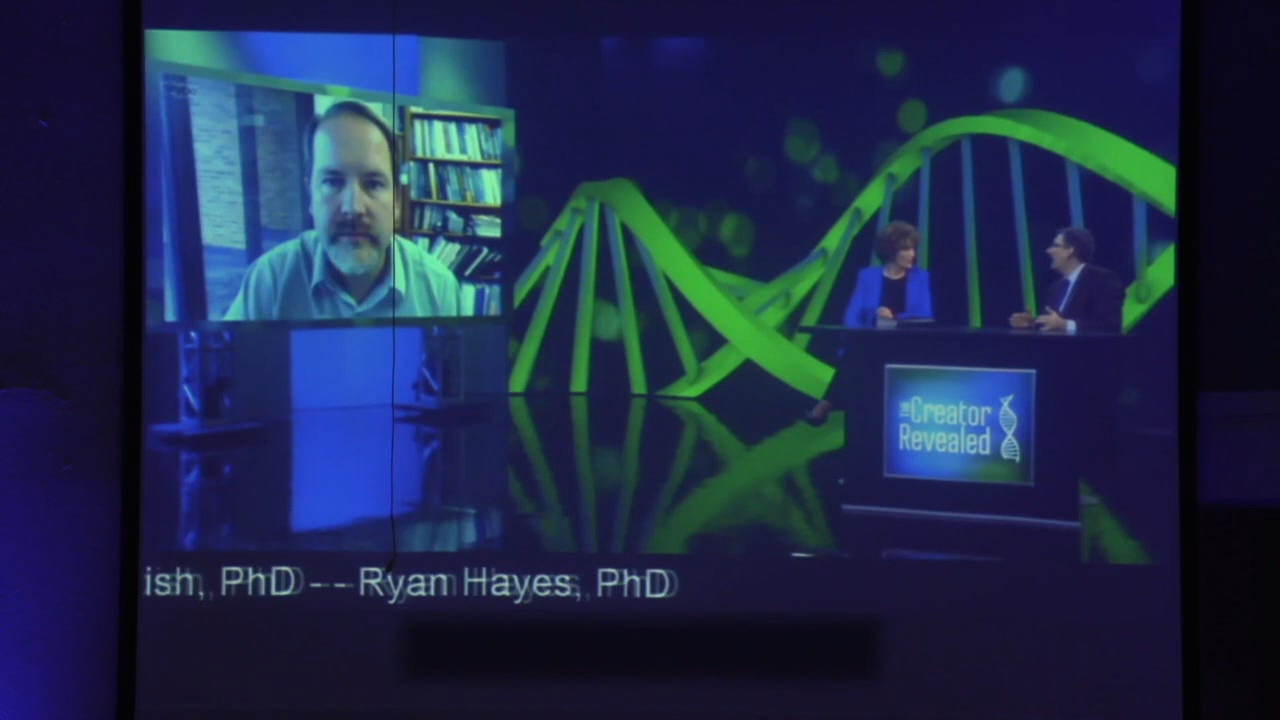 THE
Creator
Revealed
ish, PhD -- Ryan Hayes, PhD